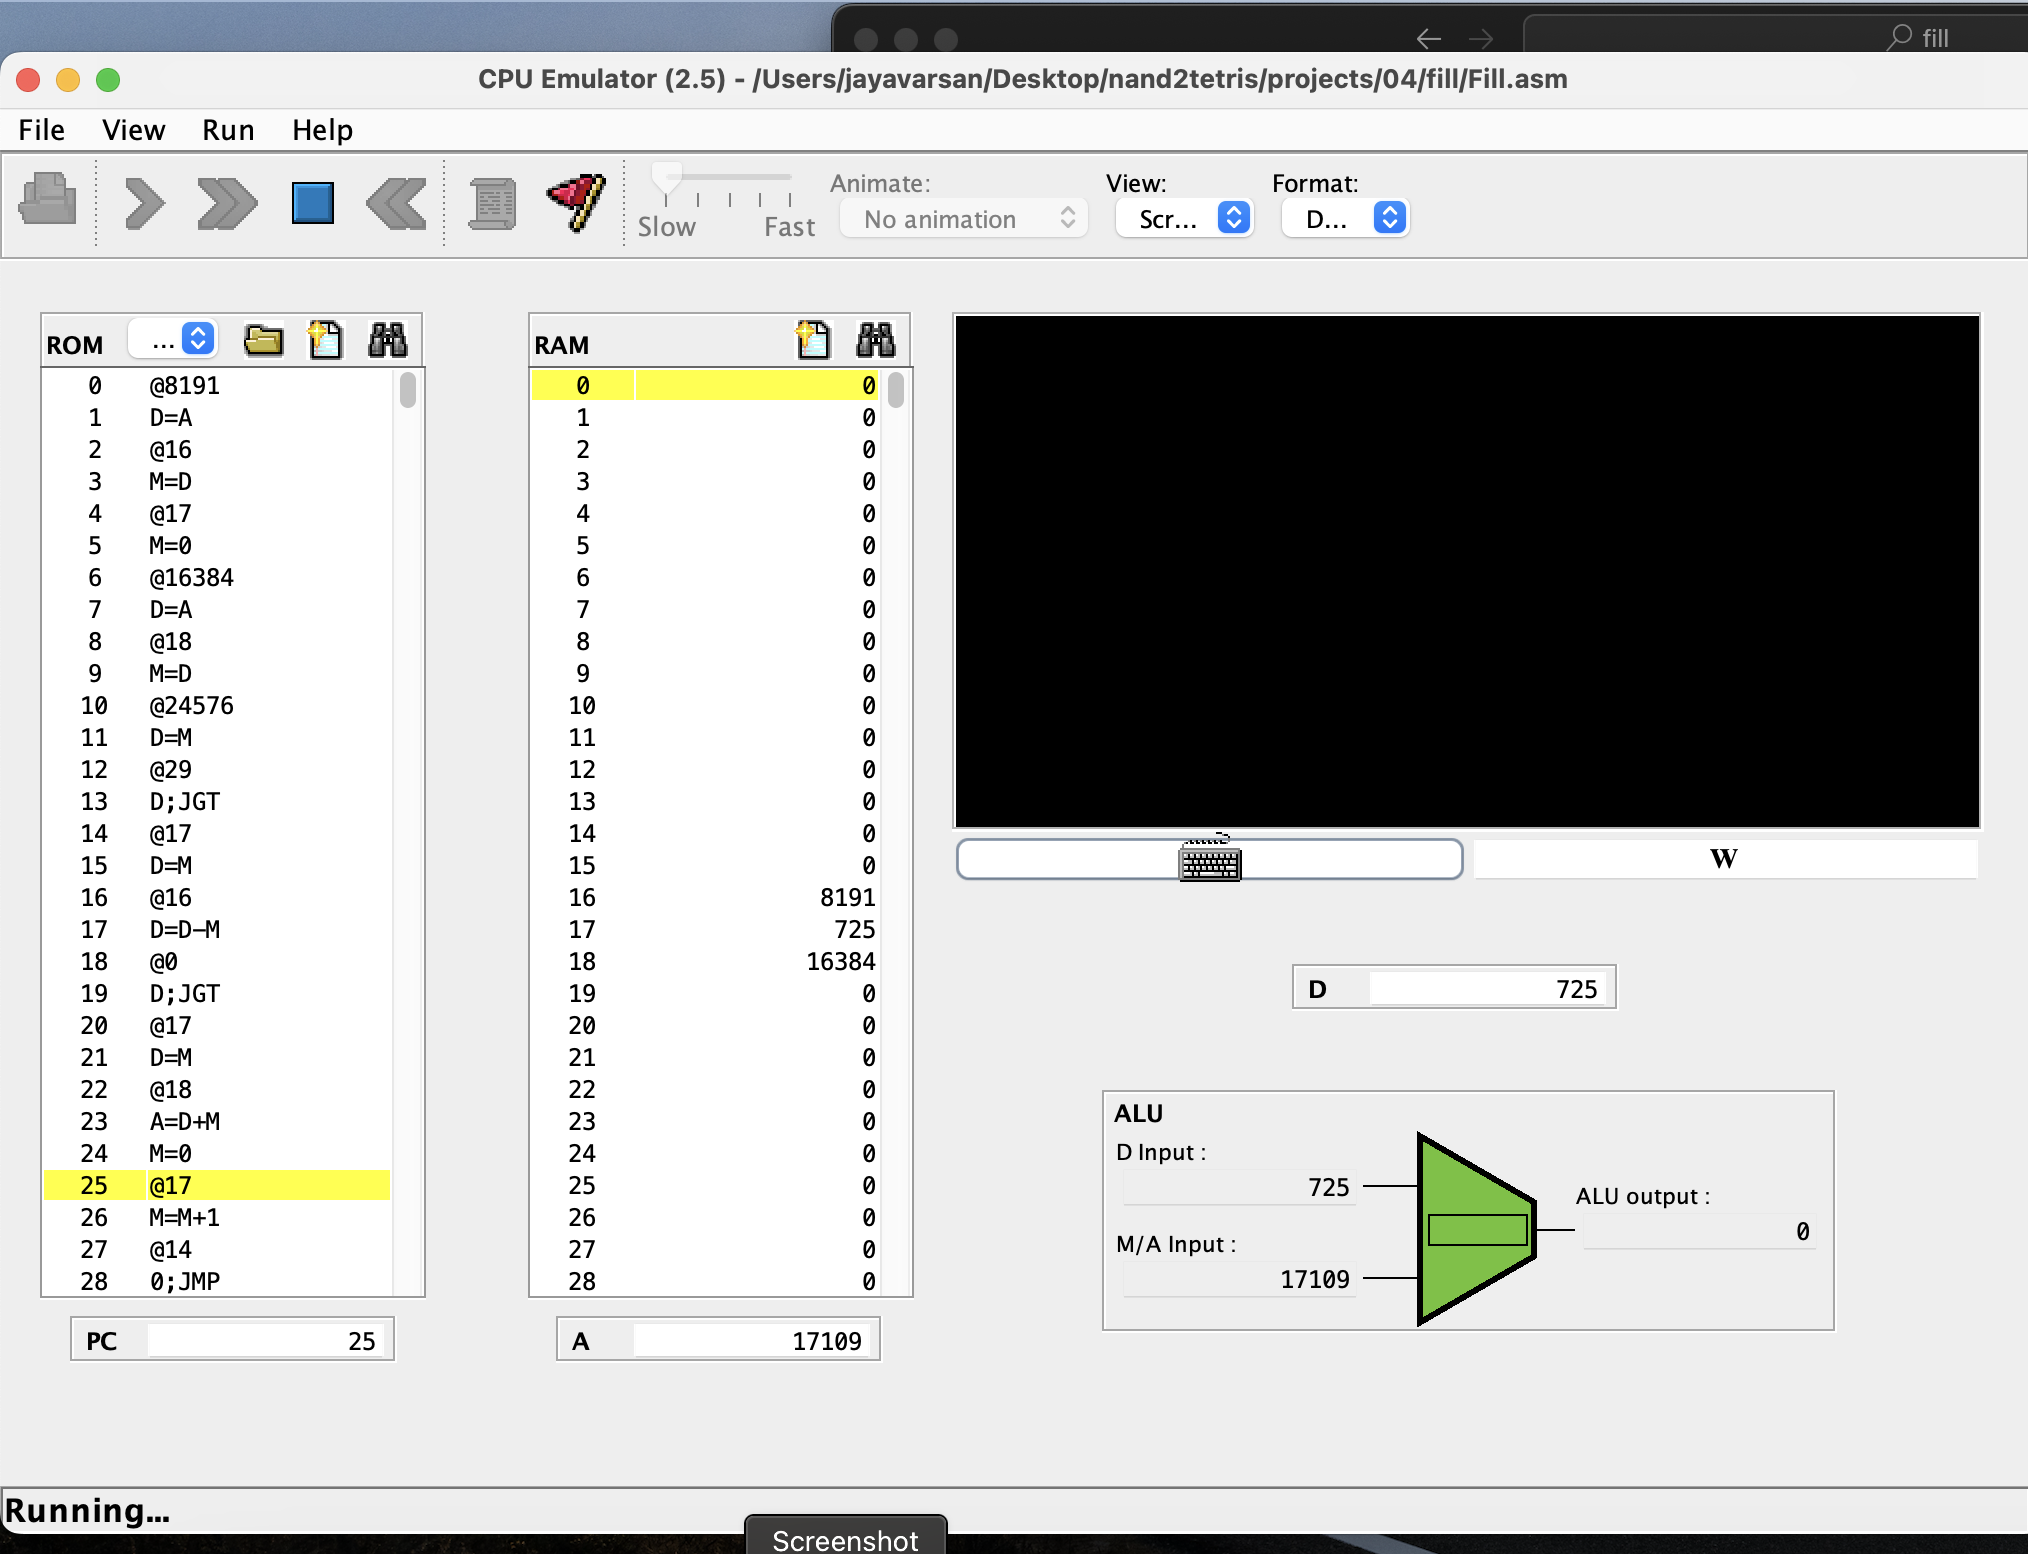 fill
CPU Emulator (2.5) - /Users/jayavarsan/Desktop/nand2tetris/projects/04/fill/Fill.asm
File View Run Help
Slow Fast
Animate:
No animation
View:
Scr...
Format:
D...
ROM ...
0 @8191
1 D=A
2 @16
3 M=D
4 @17
5 M=0
6 @16384
7 D=A
8 @18
9 M=D
10 @24576
11 D=M
12 @29
13 D;JGT
14 @17
15 D=M
16 @16
17 D=D-M
18 @0
19 D;JGT
20 @17
21 D=M
22 @18
23 A=D+M
24 M=0
25 @17
26 M=M+1
27 @14
28 0;JMP
PC 25
RAM
0 0
1 0
2 0
3 0
4 0
5 0
6 0
7 0
8 0
9 0
10 0
11 0
12 0
13 0
14 0
15 0
16 8191
17 725
18 16384
19 0
20 0
21 0
22 0
23 0
24 0
25 0
26 0
27 0
28 0
A 17109
W
D 725
ALU
D Input :
725
M/A Input :
17109
ALU output :
0
Running...
Screenshot